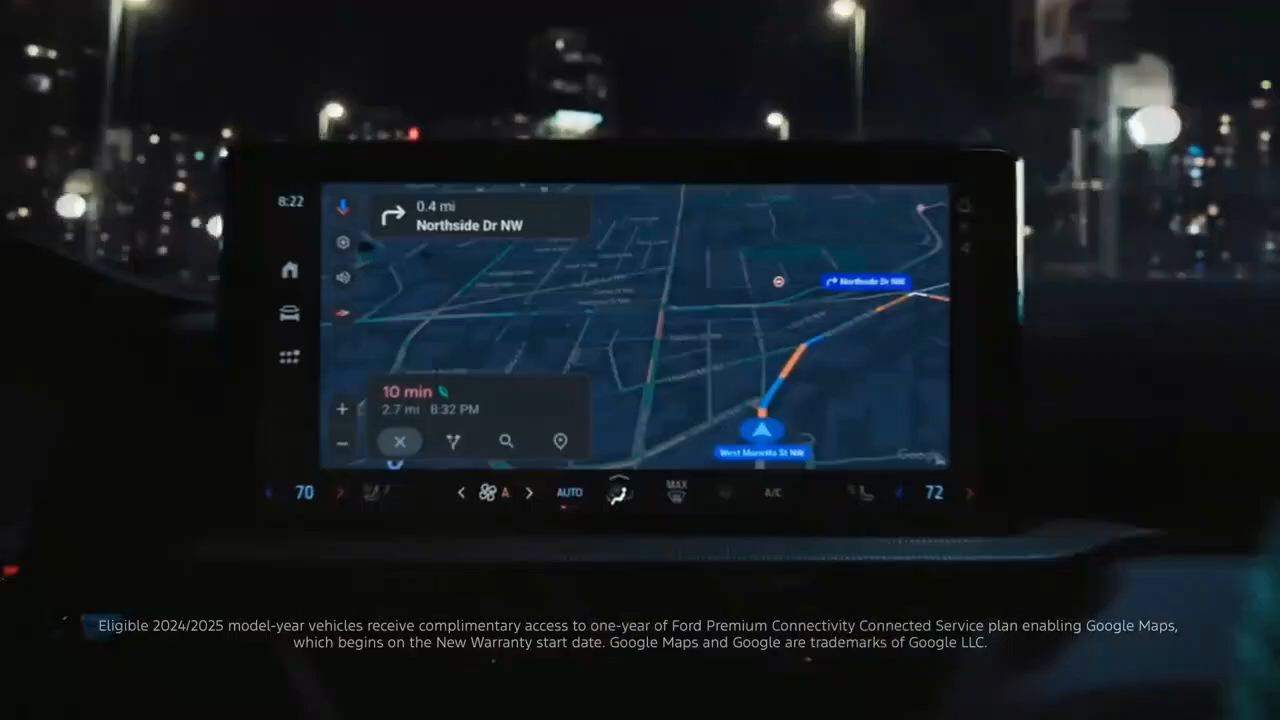 8:22
0.4 mi
Northside Dr NW
Northside Dr NW
10 min
2.7 mi 8:32 PM
West Marietta St NW
Google
70
A
AUTO
MAX
A/C
72
Eligible 2024/2025 model-year vehicles receive complimentary access to one-year of Ford Premium Connectivity Connected Service plan enabling Google Maps,
which begins on the New Warranty start date. Google Maps and Google are trademarks of Google LLC.